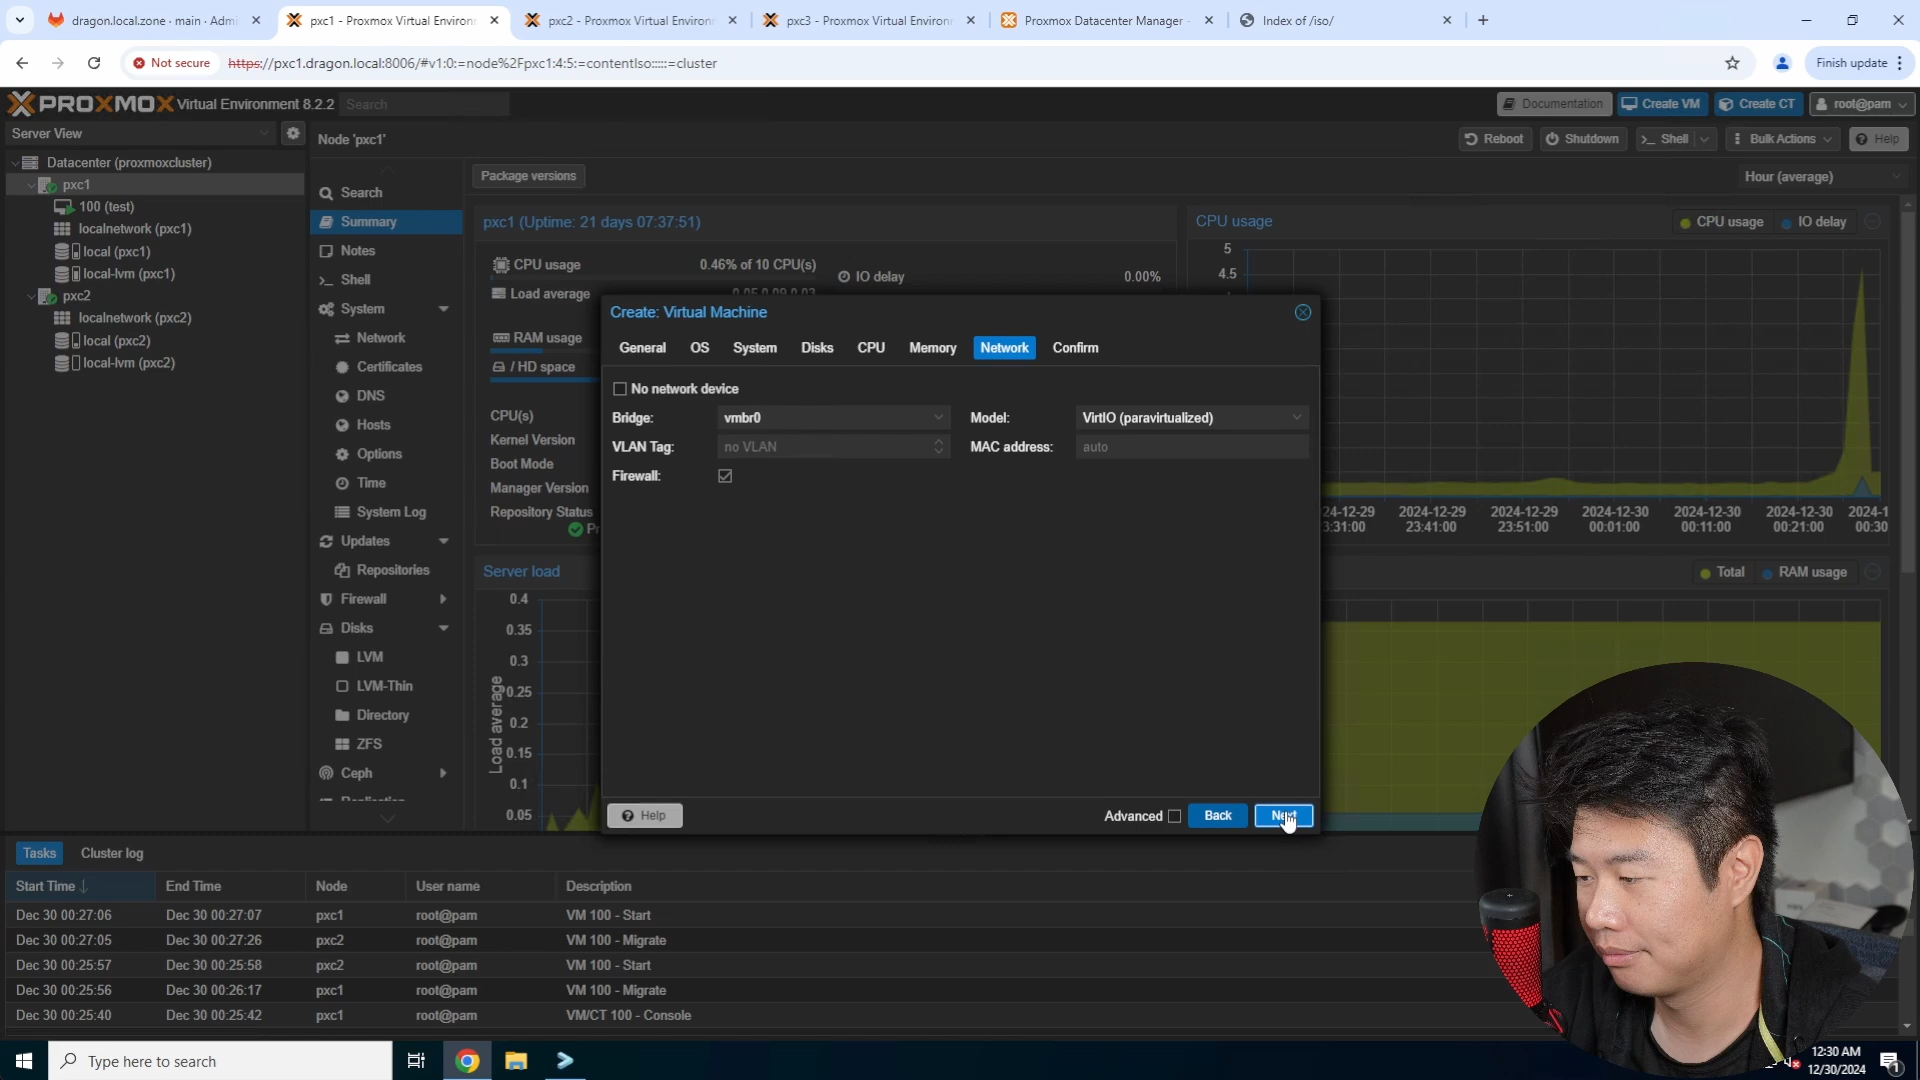 dragon.local.zone - main - Admi
pxc1 - Proxmox Virtual Environm
pxc2 - Proxmox Virtual Environm
pxc3 - Proxmox Virtual Environm
Proxmox Datacenter Manager -
Index of /iso/
Not secure
https://pxc1.dragon.local:8006/#v1:0:=node%2Fpxc1:4:5:=contentIso:::::=cluster
Finish update
PROXMOX Virtual Environment 8.2.2
Search
Documentation
Create VM
Create CT
root@pam
Server View
Node 'pxc1'
Reboot
Shutdown
>_ Shell
Bulk Actions
Help
Datacenter (proxmoxcluster)
pxc1
100 (test)
localnetwork (pxc1)
local (pxc1)
local-lvm (pxc1)
pxc2
localnetwork (pxc2)
local (pxc2)
local-lvm (pxc2)
Search
Summary
Notes
>_ Shell
System
Network
Certificates
DNS
Hosts
Options
Time
System Log
Updates
Repositories
Firewall
Disks
LVM
LVM-Thin
Directory
ZFS
Ceph
Package versions
Hour (average)
pxc1 (Uptime: 21 days 07:37:51)
CPU usage 0.46% of 10 CPU(s)
IO delay 0.00%
Load average
RAM usage
/ HD space
CPU(s)
Kernel Version
Boot Mode
Manager Version
Repository Status
Pr
CPU usage
CPU usage
IO delay
5
4.5
24-12-29 2024-12-29 2024-12-29 2024-12-30 2024-12-30 2024-12-30 2024-1
3:31:00 23:41:00 23:51:00 00:01:00 00:11:00 00:21:00 00:30
Server load
Load average
0.4
0.35
0.3
0.25
0.2
0.15
0.1
0.05
Total
RAM usage
Create: Virtual Machine
General
OS
System
Disks
CPU
Memory
Network
Confirm
No network device
Bridge: vmbr0
Model: VirtIO (paravirtualized)
VLAN Tag: no VLAN
MAC address: auto
Firewall:
Help
Advanced
Back
Next
Tasks
Cluster log
Start Time End Time Node User name Description
Dec 30 00:27:06 Dec 30 00:27:07 pxc1 root@pam VM 100 - Start
Dec 30 00:27:05 Dec 30 00:27:26 pxc2 root@pam VM 100 - Migrate
Dec 30 00:25:57 Dec 30 00:25:58 pxc2 root@pam VM 100 - Start
Dec 30 00:25:56 Dec 30 00:26:17 pxc1 root@pam VM 100 - Migrate
Dec 30 00:25:40 Dec 30 00:25:42 pxc1 root@pam VM/CT 100 - Console
Type here to search
12:30 AM
12/30/2024
1